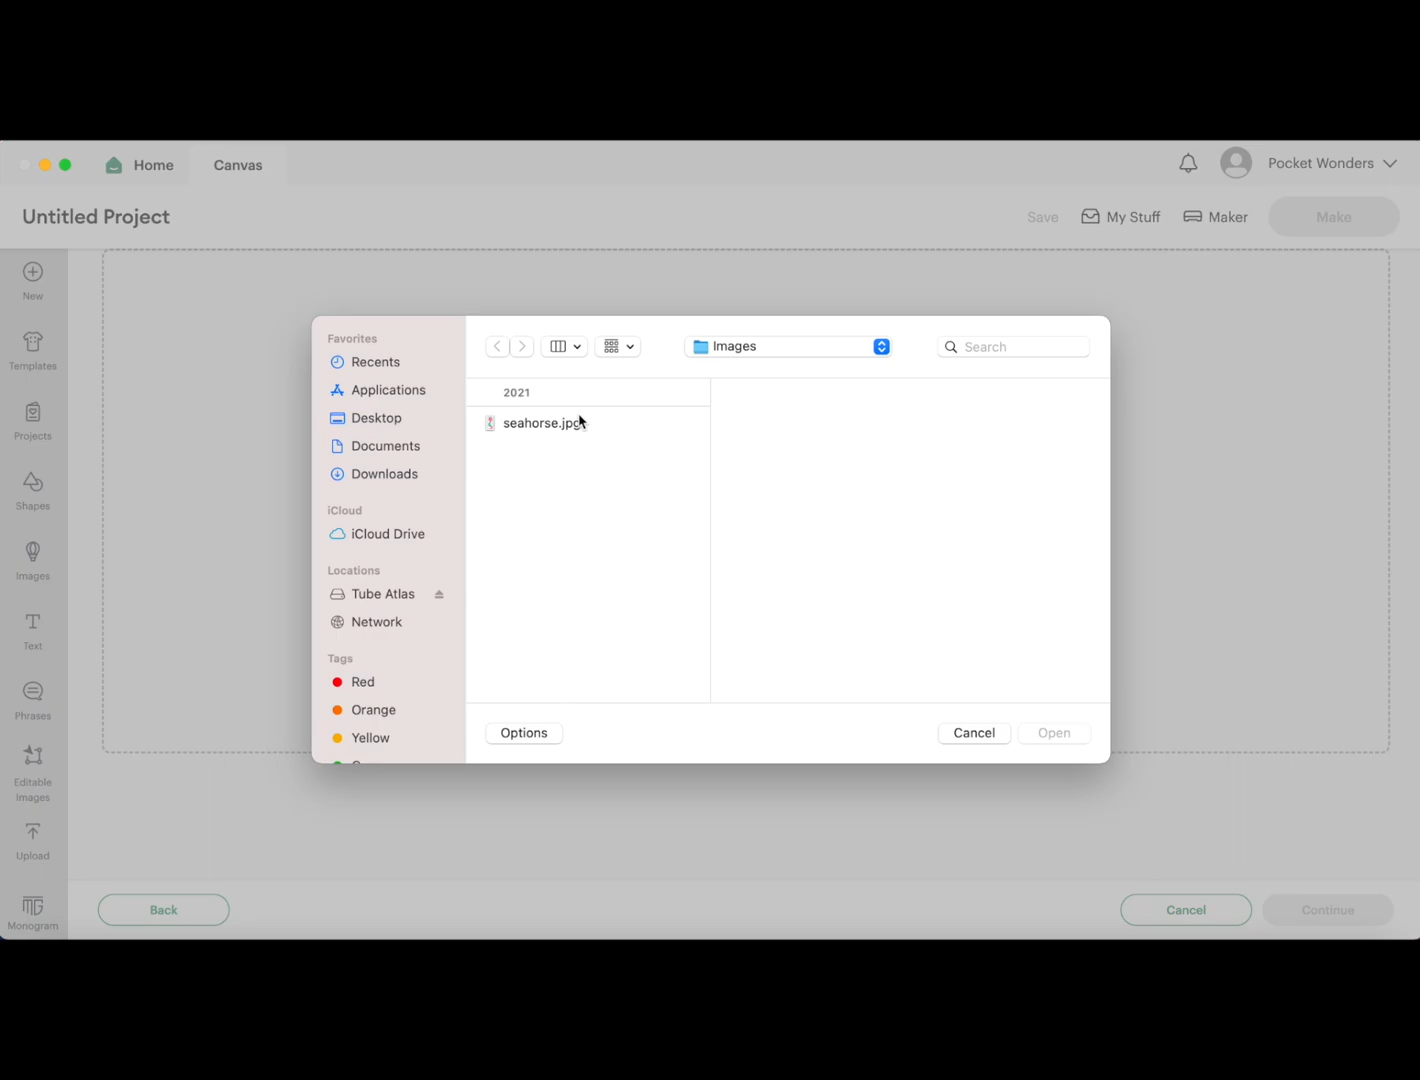 Home
Canvas
Pocket Wonders
Untitled Project
Save
My Stuff
Maker
Make
New
Templates
Projects
Shapes
Images
Text
Phrases
Editable
Images
Upload
MG
Monogram
Favorites
Recents
Applications
Desktop
Documents
Downloads
iCloud
iCloud Drive
Locations
Tube Atlas
Network
Tags
Red
Orange
Yellow
Images
Search
2021
seahorse.jpg
Options
Cancel
Open
Back
Cancel
Continue